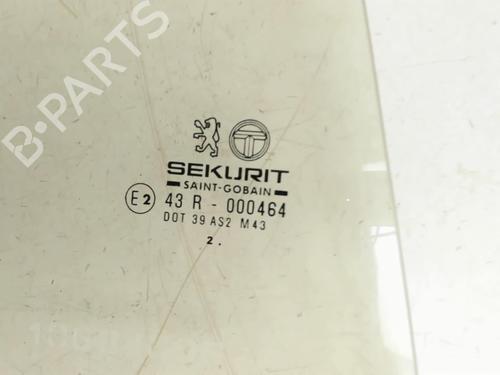 B-PARTS
SEKURIT
SAINT-GOBAIN
E2 43 R - 000464
DOT 39 AS2 M43
2 .